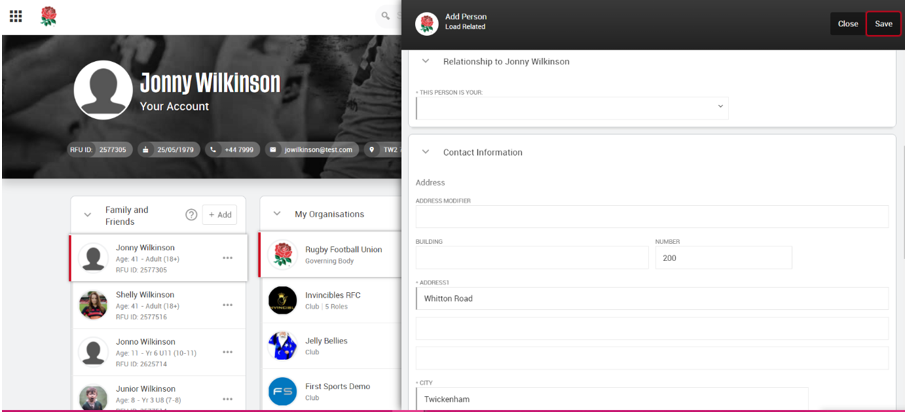 Jonny Wilkinson
Your Account
RFU ID: 2577305
25/05/1979
+44 7999
jowilkinson@test.com
TW2
Family and
Friends
+ Add
Jonny Wilkinson
Age: 41 - Adult (18+)
RFU ID: 2577305
Shelly Wilkinson
Age: 41 - Adult (18+)
RFU ID: 2577516
Jonno Wilkinson
Age: 11 - Yr 6 U11 (10-11)
RFU ID: 2625714
Junior Wilkinson
Age: 8 - Yr 3 U8 (7-8)
My Organisations
Rugby Football Union
Governing Body
Invincibles RFC
Club | 5 Roles
Jelly Bellies
Club
FS
First Sports Demo
Club
Add Person
Load Related
Close
Save
Relationship to Jonny Wilkinson
* THIS PERSON IS YOUR:
Contact Information
Address
ADDRESS MODIFIER
BUILDING
NUMBER
200
* ADDRESS1
Whitton Road
* CITY
Twickenham